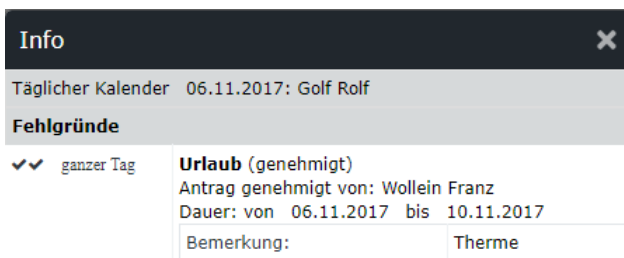 Info
Täglicher Kalender 06.11.2017: Golf Rolf
Fehlgründe
ganzer Tag Urlaub (genehmigt)
Antrag genehmigt von: Wollein Franz
Dauer: von 06.11.2017 bis 10.11.2017
Bemerkung: Therme